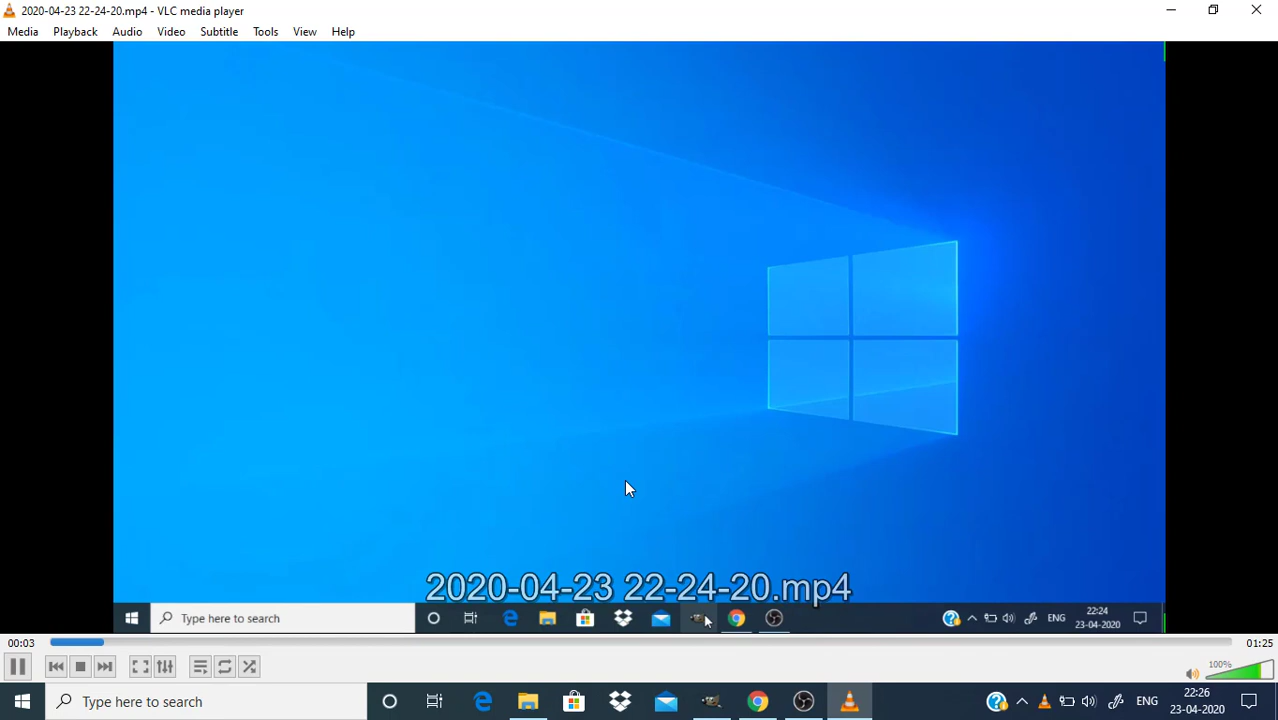 2020-04-23 22-24-20.mp4 - VLC media player
Media Playback Audio Video Subtitle Tools View Help
2020-04-23 22-24-20.mp4
Type here to search
ENG
22:24
23-04-2020
00:03
01:25
100%
Type here to search
ENG
22:26
23-04-2020